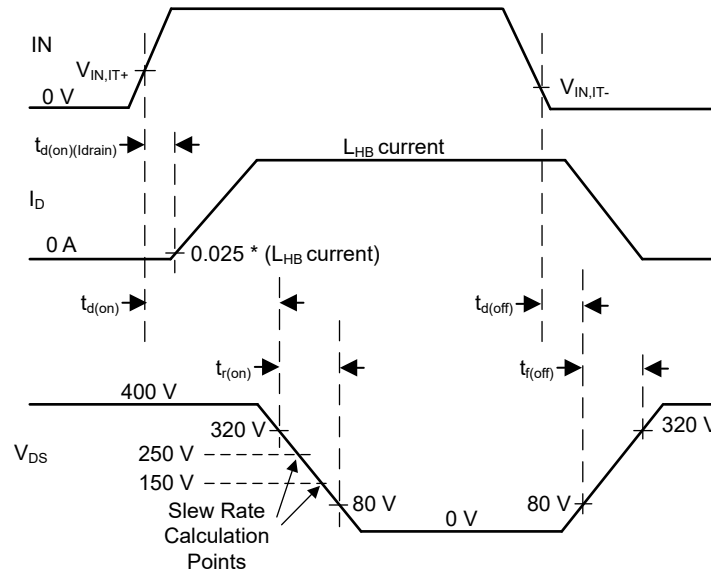 IN
V_IN,IT+
0 V
V_IN,IT-
t_d(on)(Idrain)
L_HB current
I_D
0 A
0.025 * (L_HB current)
t_d(on)
t_d(off)
t_r(on)
t_f(off)
400 V
320 V
320 V
V_DS
250 V
150 V
80 V
80 V
0 V
Slew Rate
Calculation
Points